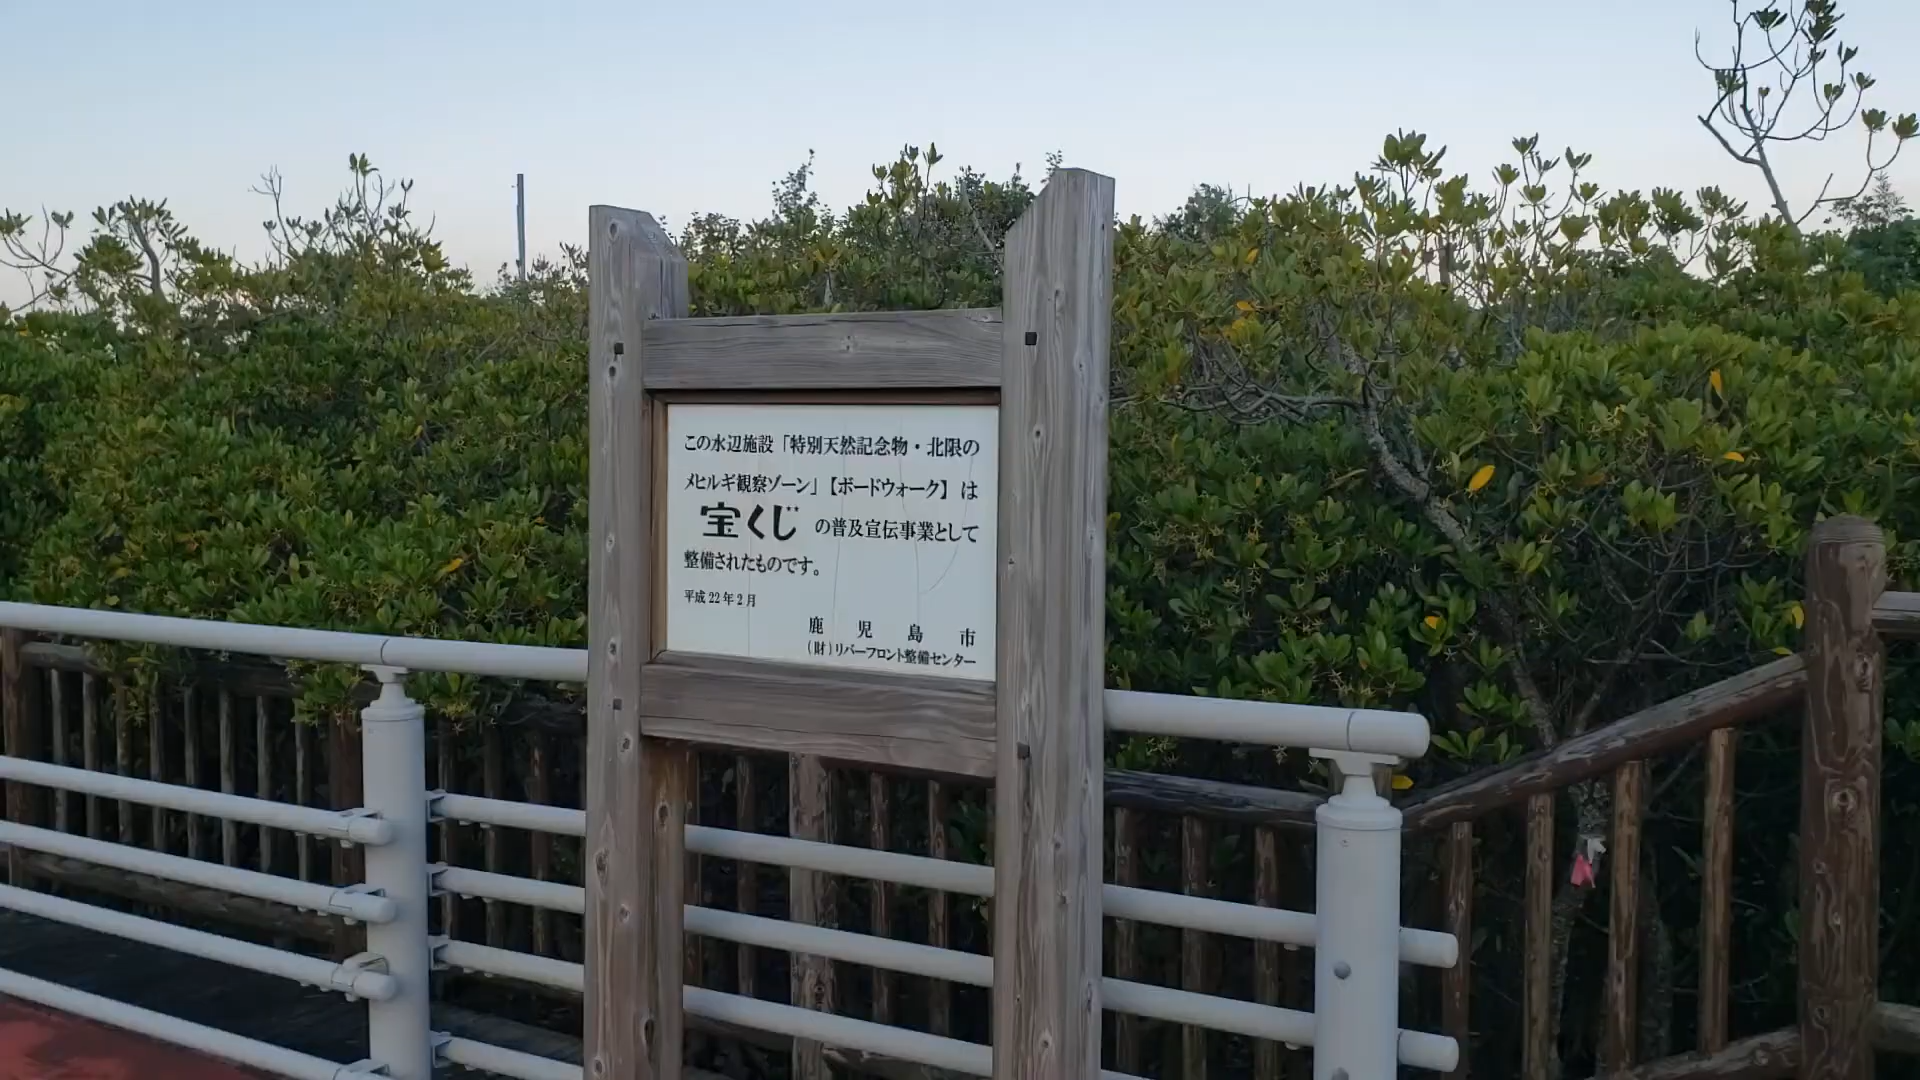 この水辺施設「特別天然記念物・北限の
メヒルギ観察ゾーン」【ボードウォーク】は
宝くじの普及宣伝事業として
整備されたものです。
平成22年2月
鹿児島市
(財)リバーフロント整備センター